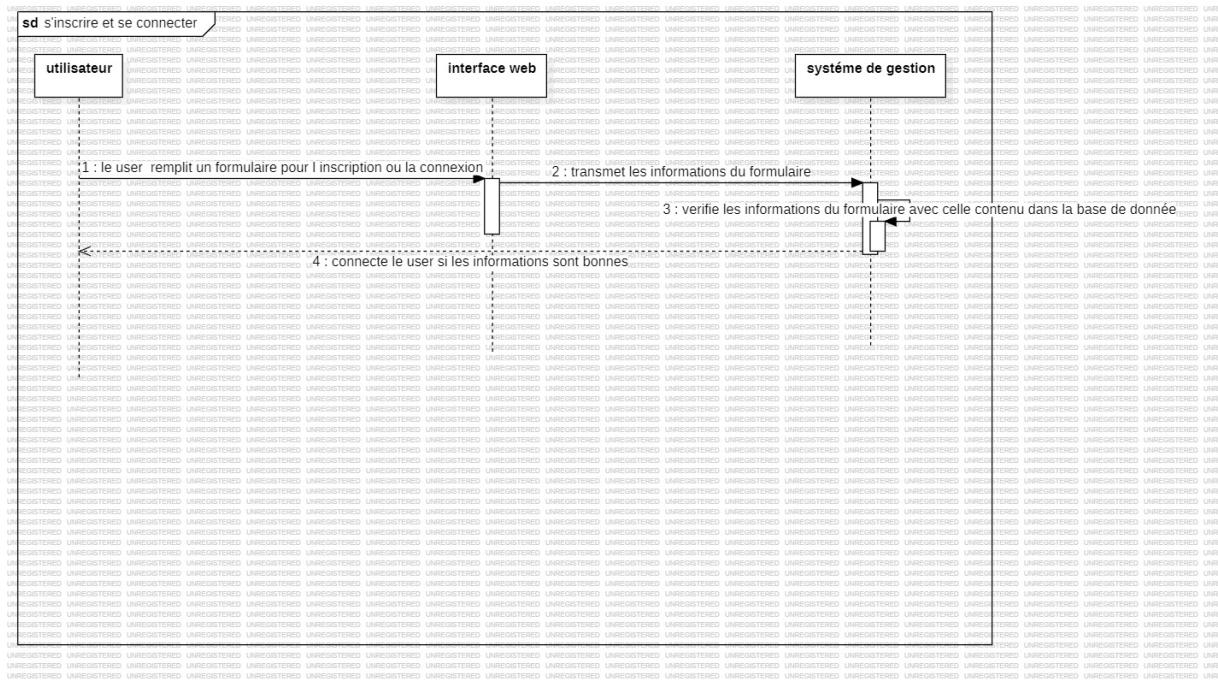 sd s'inscrire et se connecter
utilisateur
interface web
systéme de gestion
1 : le user remplit un formulaire pour l inscription ou la connexion
2 : transmet les informations du formulaire
3 : verifie les informations du formulaire avec celle contenu dans la base de donnée
4 : connecte le user si les informations sont bonnes
UNREGISTERED